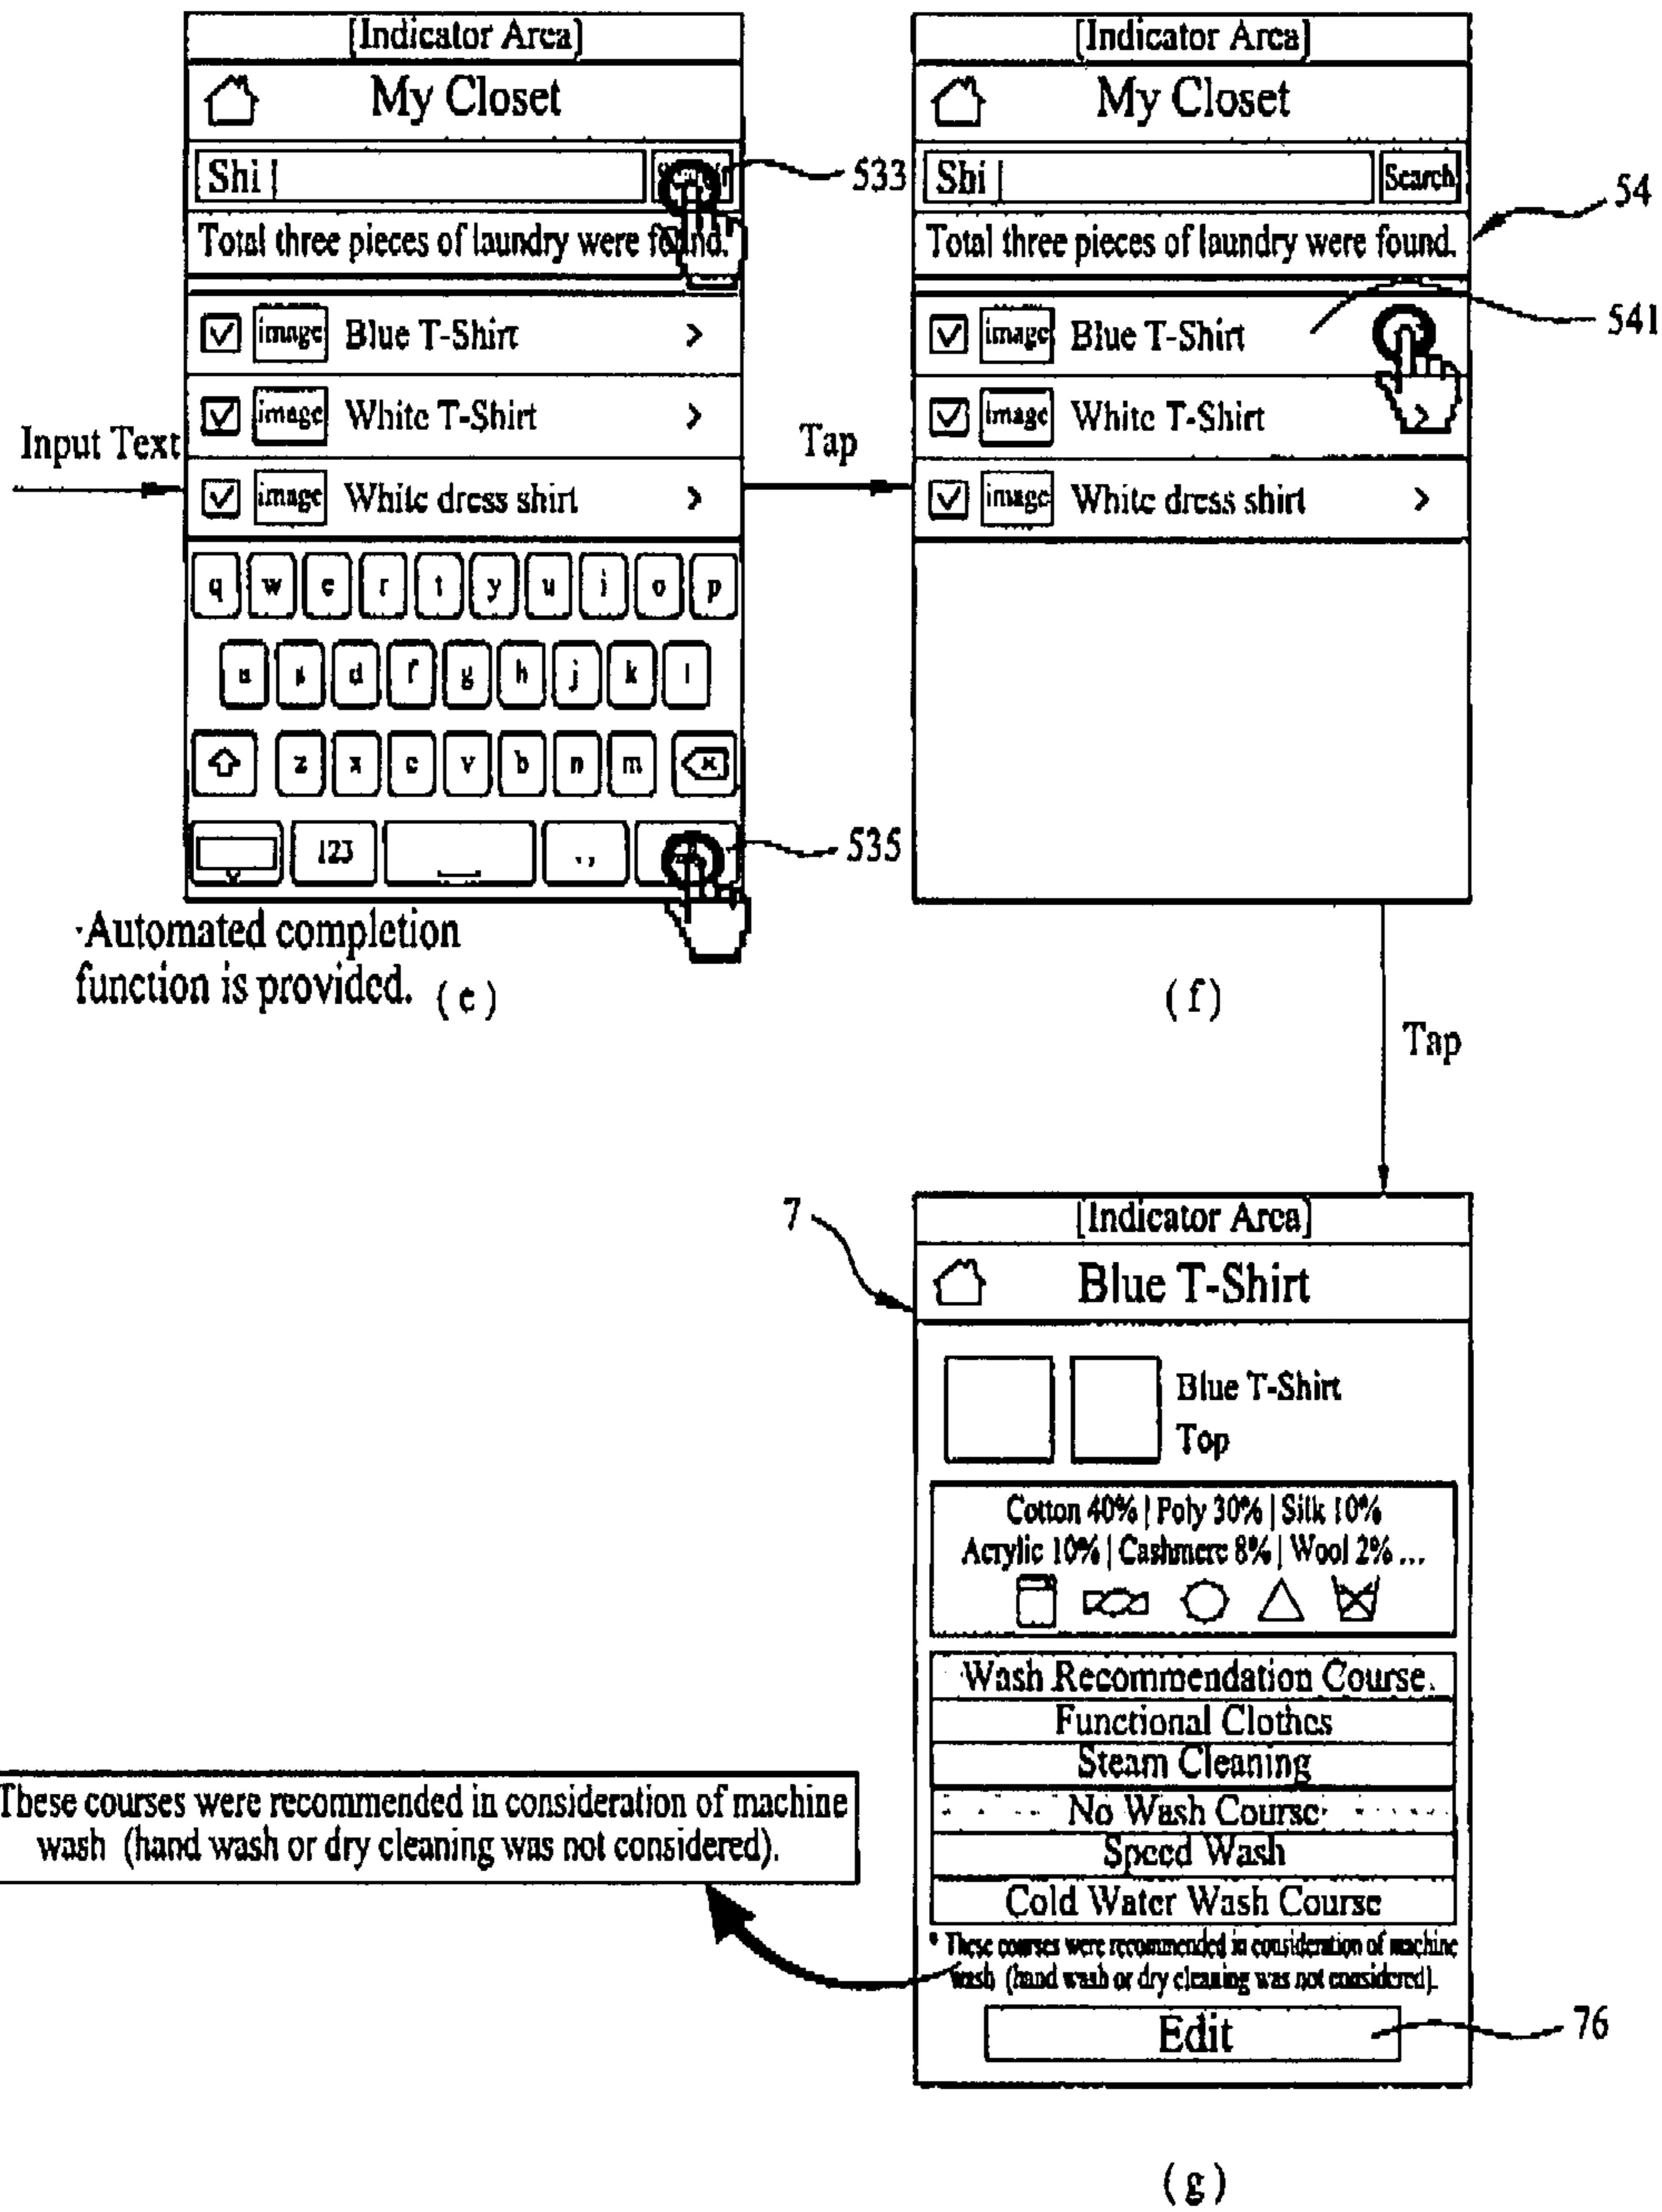 [Indicator Area]
My Closet
Shi
533
Total three pieces of laundry were found.
image Blue T-Shirt >
image White T-Shirt >
image White dress shirt >
Input Text
q w e r t y u i o p
a s d f g h j k l
z x c v b n m
123 . ,
535
·Automated completion
function is provided.
(e)
Tap
[Indicator Area]
My Closet
Shi Search
54
Total three pieces of laundry were found.
541
image Blue T-Shirt
image White T-Shirt >
image White dress shirt >
(f)
Tap
7
[Indicator Area]
Blue T-Shirt
Blue T-Shirt
Top
Cotton 40% | Poly 30% | Silk 10%
Acrylic 10% | Cashmere 8% | Wool 2% ...
Wash Recommendation Course
Functional Clothes
Steam Cleaning
No Wash Course
Speed Wash
Cold Water Wash Course
* These courses were recommended in consideration of machine
wash (hand wash or dry cleaning was not considered).
Edit
76
These courses were recommended in consideration of machine
wash (hand wash or dry cleaning was not considered).
(g)